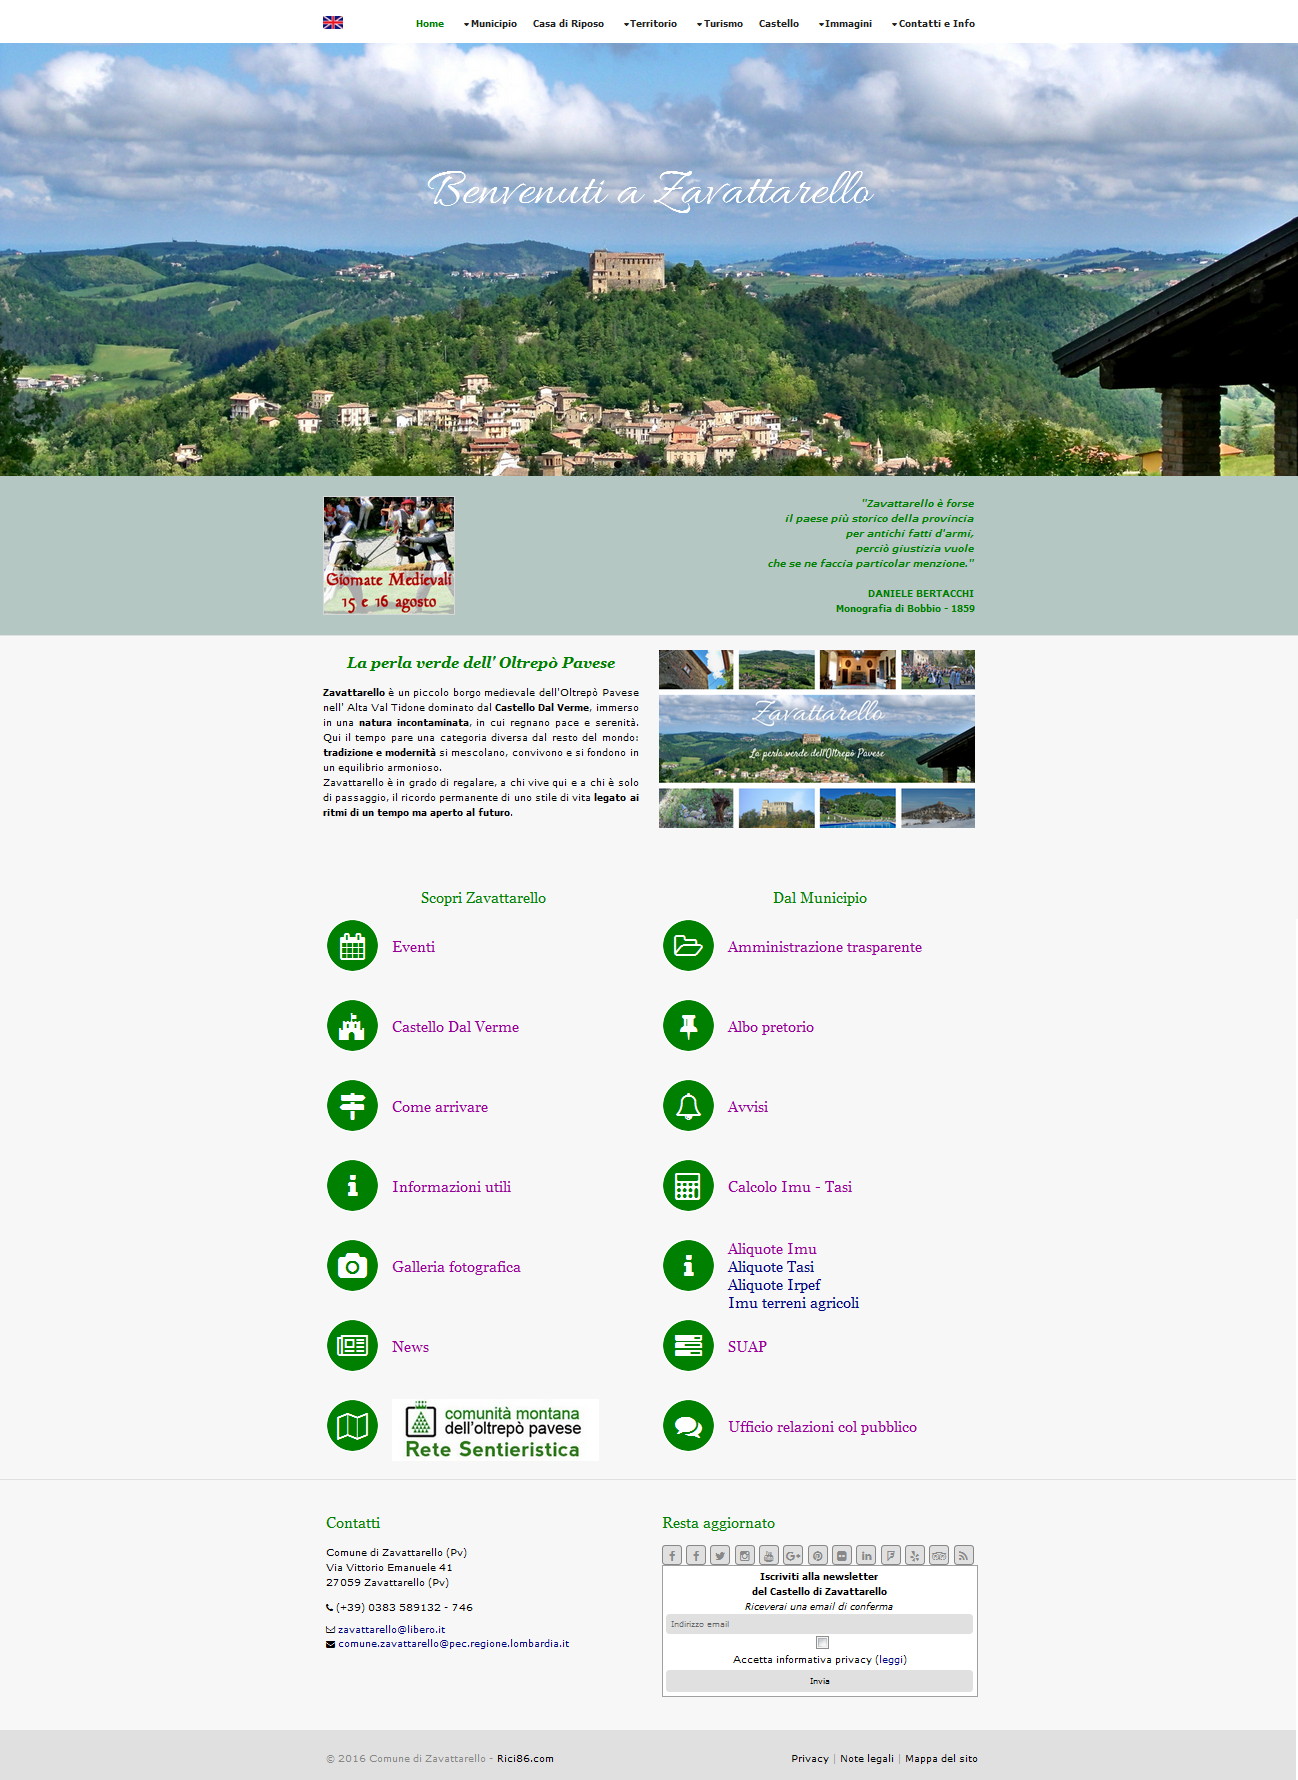 Home Municipio Casa di Riposo Territorio Turismo Castello Immagini Contatti e Info
Benvenuti a Zavattarello
Giornate Medievali
15 e 16 agosto
"Zavattarello è forse
il paese più storico della provincia
per antichi fatti d'armi,
perciò giustizia vuole
che se ne faccia particolar menzione."
DANIELE BERTACCHI
Monografia di Bobbio - 1859
La perla verde dell' Oltrepò Pavese
Zavattarello è un piccolo borgo medievale dell'Oltrepò Pavese
nell' Alta Val Tidone dominato dal Castello Dal Verme, immerso
in una natura incontaminata, in cui regnano pace e serenità.
Qui il tempo pare una categoria diversa dal resto del mondo:
tradizione e modernità si mescolano, convivono e si fondono in
un equilibrio armonioso.
Zavattarello è in grado di regalare, a chi vive qui e a chi è solo
di passaggio, il ricordo permanente di uno stile di vita legato ai
ritmi di un tempo ma aperto al futuro.
Zavattarello
La perla verde dell'Oltrepò Pavese
Scopri Zavattarello
Eventi
Castello Dal Verme
Come arrivare
Informazioni utili
Galleria fotografica
News
comunità montana
dell'oltrepò pavese
Rete Sentieristica
Dal Municipio
Amministrazione trasparente
Albo pretorio
Avvisi
Calcolo Imu - Tasi
Aliquote Imu
Aliquote Tasi
Aliquote Irpef
Imu terreni agricoli
SUAP
Ufficio relazioni col pubblico
Contatti
Comune di Zavattarello (Pv)
Via Vittorio Emanuele 41
27059 Zavattarello (Pv)
(+39) 0383 589132 - 746
zavattarello@libero.it
comune.zavattarello@pec.regione.lombardia.it
Resta aggiornato
Iscriviti alla newsletter
del Castello di Zavattarello
Riceverai una email di conferma
Indirizzo email
Accetta informativa privacy (leggi)
Invia
© 2016 Comune di Zavattarello - Rici86.com
Privacy | Note legali | Mappa del sito